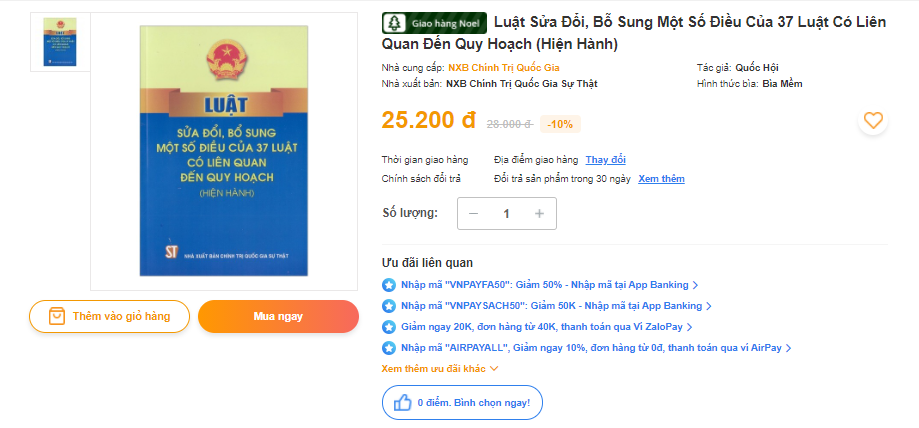 LUẬT
SỬA ĐỔI, BỔ SUNG
MỘT SỐ ĐIỀU CỦA 37 LUẬT
CÓ LIÊN QUAN
ĐẾN QUY HOẠCH
(HIỆN HÀNH)
ST NHÀ XUẤT BẢN CHÍNH TRỊ QUỐC GIA SỰ THẬT
Thêm vào giỏ hàng
Mua ngay
Giao hàng Noel Luật Sửa Đổi, Bỗ Sung Một Số Điều Của 37 Luật Có Liên
Quan Đến Quy Hoạch (Hiện Hành)
Nhà cung cấp: NXB Chính Trị Quốc Gia Tác giả: Quốc Hội
Nhà xuất bản: NXB Chính Trị Quốc Gia Sự Thật Hình thức bìa: Bìa Mềm
25.200 đ 28.000 đ -10%
Thời gian giao hàng Địa điểm giao hàng Thay đổi
Chính sách đổi trả Đổi trả sản phẩm trong 30 ngày Xem thêm
Số lượng: − 1 +
Ưu đãi liên quan
Nhập mã "VNPAYFA50": Giảm 50% - Nhập mã tại App Banking >
Nhập mã "VNPAYSACH50": Giảm 50K - Nhập mã tại App Banking >
Giảm ngay 20K, đơn hàng từ 40K, thanh toán qua Ví ZaloPay >
Nhập mã "AIRPAYALL", Giảm ngay 10%, đơn hàng từ 0đ, thanh toán qua ví AirPay >
Xem thêm ưu đãi khác
0 điểm. Bình chọn ngay!